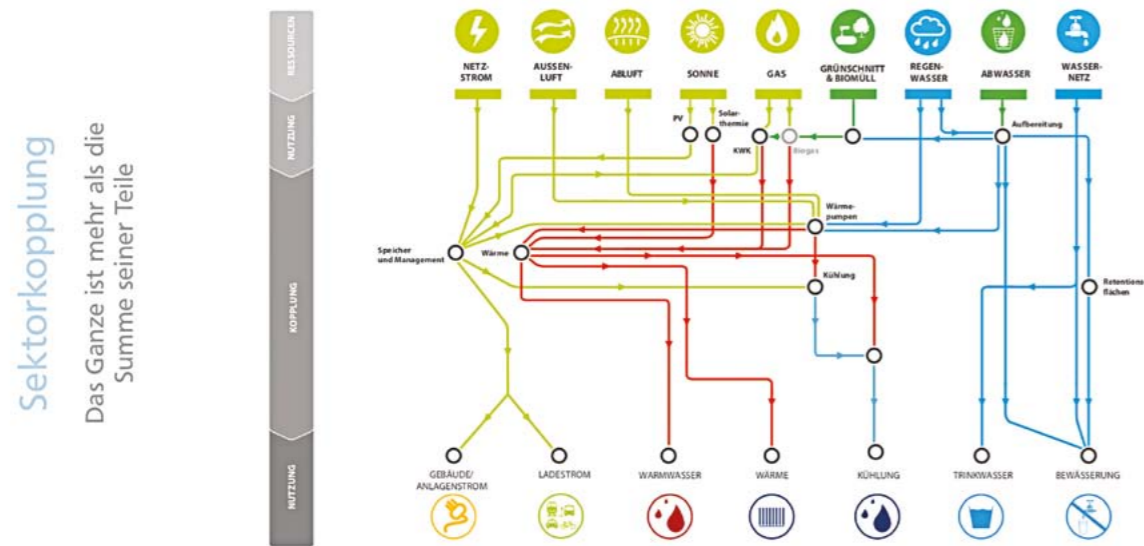 Sektorkopplung
Das Ganze ist mehr als die
Summe seiner Teile
RESSOURCEN
NUTZUNG
KOPPLUNG
NUTZUNG
NETZ-
STROM
AUSSEN-
LUFT
ABLUFT
SONNE
GAS
GRÜNSCHNITT
& BIOMÜLL
REGEN-
WASSER
ABWASSER
WASSER-
NETZ
PV
Solar-
thermie
KWK
Biogas
Aufbereitung
Wärme-
pumpen
Speicher
und Management
Wärme
Kühlung
Retentions
flächen
GEBÄUDE/
ANLAGENSTROM
LADESTROM
WARMWASSER
WÄRME
KÜHLUNG
TRINKWASSER
BEWÄSSERUNG